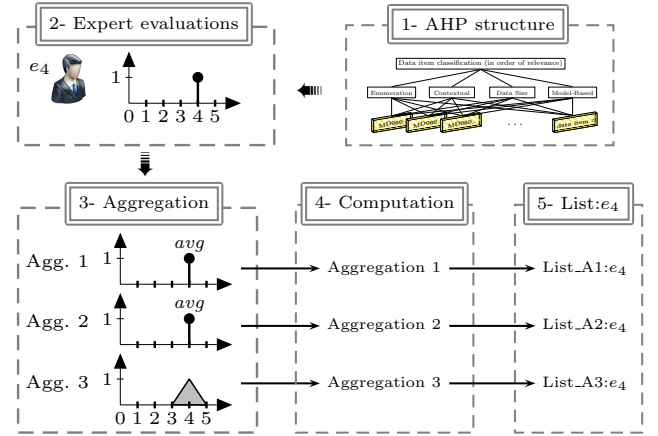 2- Expert evaluations
1- AHP structure
e4
1
0 1 2 3 4 5
Data item classification (in order of relevance)
Enumeration Contextual Data Size Model-Based
MD060. MD060. MD060. ... data item
3- Aggregation
4- Computation
5- List:e4
avg
Agg. 1 1
Aggregation 1
List_A1:e4
avg
Agg. 2 1
Aggregation 2
List_A2:e4
Agg. 3 1
Aggregation 3
List_A3:e4
0 1 2 3 4 5